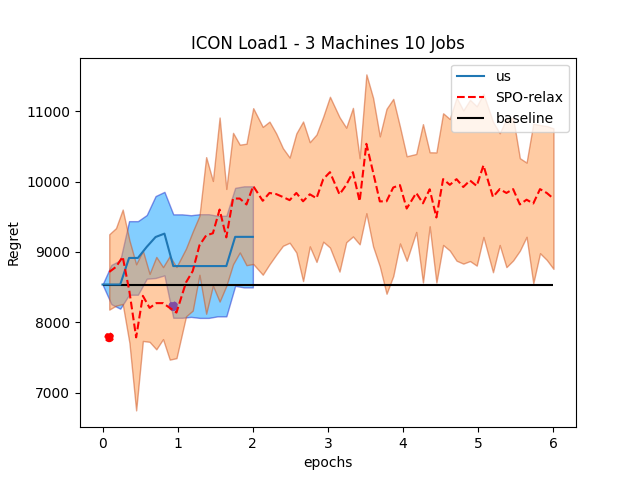 ICON Load1 - 3 Machines 10 Jobs
us
SPO-relax
baseline
Regret
11000
10000
9000
8000
7000
0 1 2 3 4 5 6
epochs